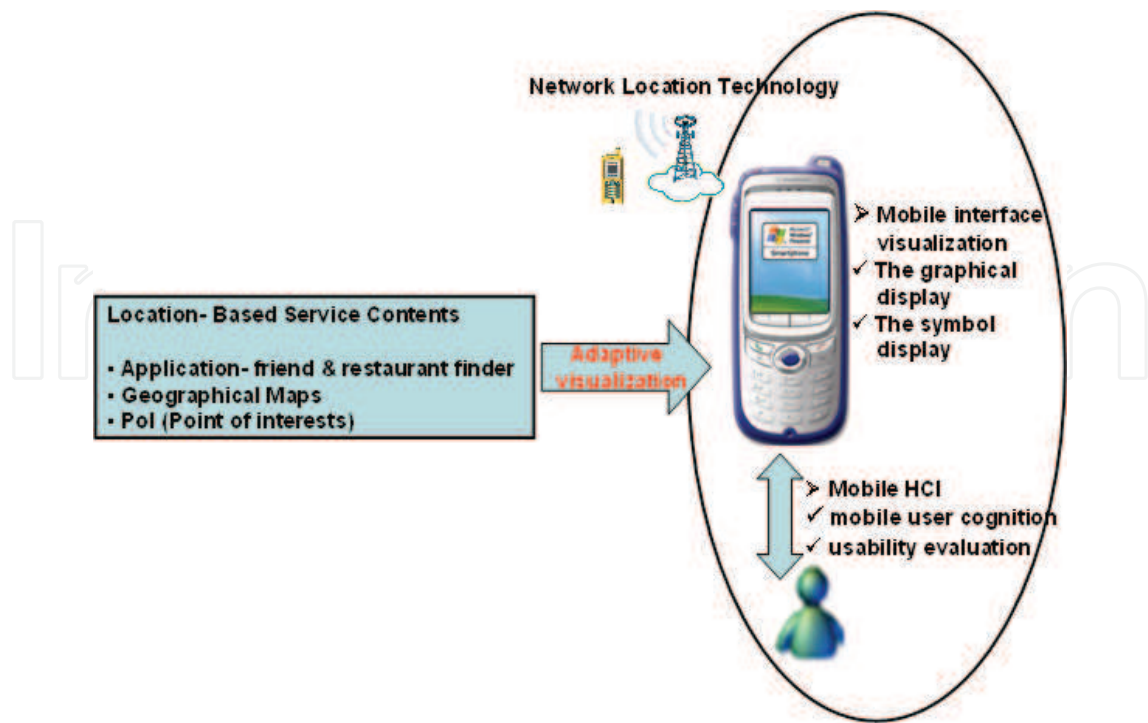 Network Location Technology
Mobile interface
visualization
The graphical
display
The symbol
display
Location- Based Service Contents
Application- friend & restaurant finder
Geographical Maps
PoI (Point of interests)
Adaptive
visualization
Mobile HCI
mobile user cognition
usability evaluation